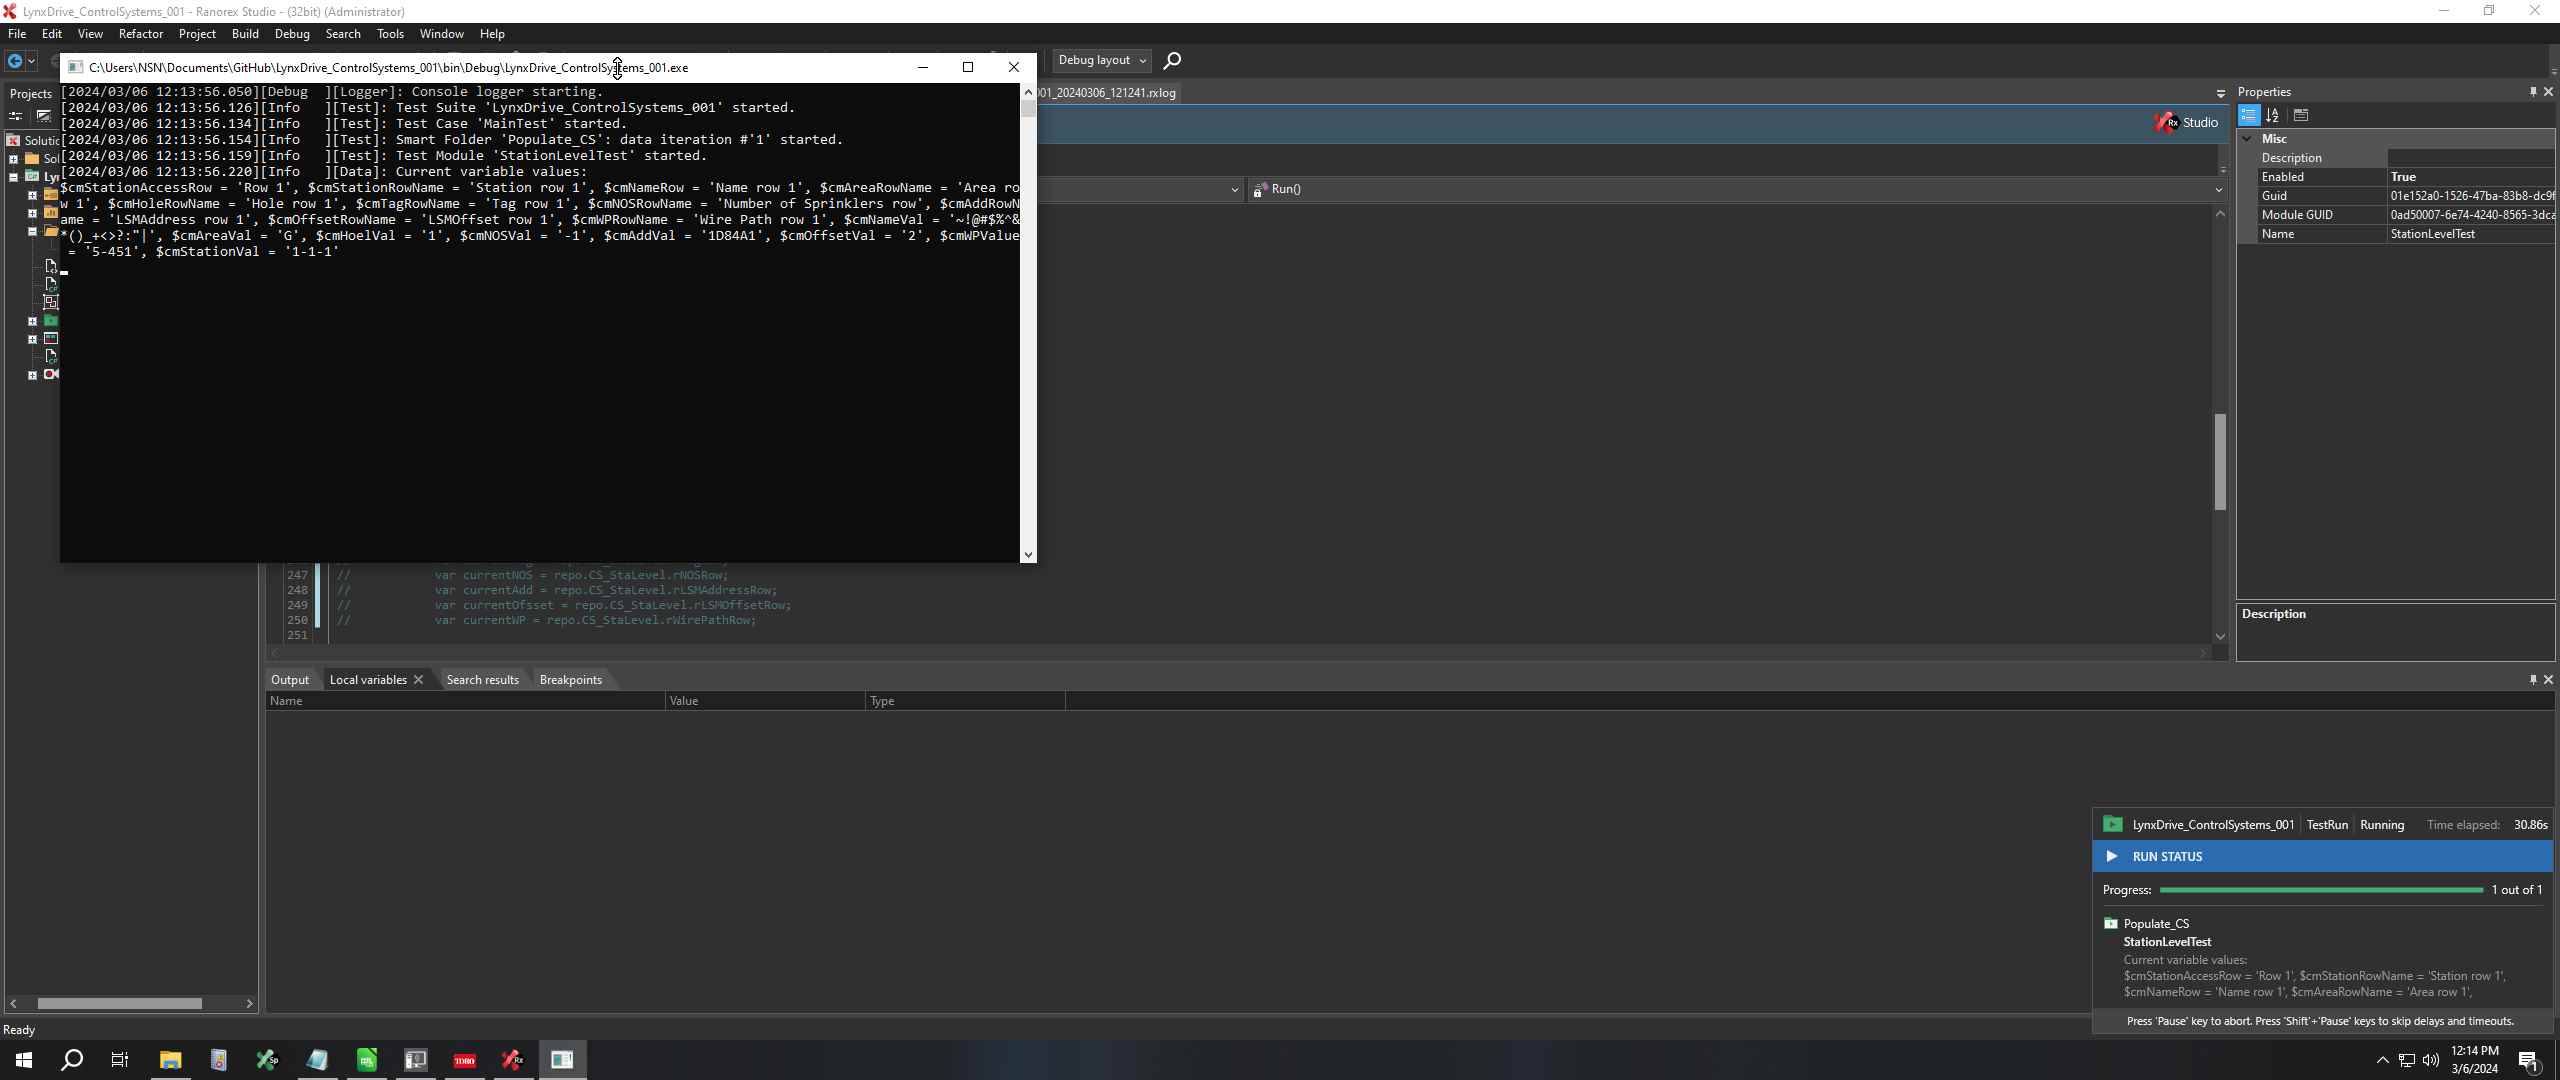 LynxDrive_ControlSystems_001 - Ranorex Studio - (32bit) (Administrator)
File Edit View Refactor Project Build Debug Search Tools Window Help
Debug layout
C:\Users\NSN\Documents\GitHub\LynxDrive_ControlSystems_001\bin\Debug\LynxDrive_ControlSystems_001.exe
Projects
001_20240306_121241.rxlog
Studio
Run()
[2024/03/06 12:13:56.050][Debug  ][Logger]: Console logger starting.
[2024/03/06 12:13:56.126][Info   ][Test]: Test Suite 'LynxDrive_ControlSystems_001' started.
[2024/03/06 12:13:56.134][Info   ][Test]: Test Case 'MainTest' started.
[2024/03/06 12:13:56.154][Info   ][Test]: Smart Folder 'Populate_CS': data iteration #'1' started.
[2024/03/06 12:13:56.159][Info   ][Test]: Test Module 'StationLevelTest' started.
[2024/03/06 12:13:56.220][Info   ][Data]: Current variable values:
$cmStationAccessRow = 'Row 1', $cmStationRowName = 'Station row 1', $cmNameRow = 'Name row 1', $cmAreaRowName = 'Area ro
w 1', $cmHoleRowName = 'Hole row 1', $cmTagRowName = 'Tag row 1', $cmNOSRowName = 'Number of Sprinklers row', $cmAddRowN
ame = 'LSMAddress row 1', $cmOffsetRowName = 'LSMOffset row 1', $cmWPRowName = 'Wire Path row 1', $cmNameVal = '~!@#$%^&
*()_+<>?:"|', $cmAreaVal = 'G', $cmHoelVal = '1', $cmNOSVal = '-1', $cmAddVal = '1D84A1', $cmOffsetVal = '2', $cmWPValue
= '5-451', $cmStationVal = '1-1-1'
Solutic
Sol
Ly
247 // var currentNOS = repo.CS_StaLevel.rNOSRow;
248 // var currentAdd = repo.CS_StaLevel.rLSMAddressRow;
249 // var currentOfsset = repo.CS_StaLevel.rLSMOffsetRow;
250 // var currentWP = repo.CS_StaLevel.rWirePathRow;
251
Properties
Misc
Description
Enabled True
Guid 01e152a0-1526-47ba-83b8-dc9f
Module GUID 0ad50007-6e74-4240-8565-3dca
Name StationLevelTest
Description
Output Local variables Search results Breakpoints
Name Value Type
LynxDrive_ControlSystems_001 TestRun Running Time elapsed: 30.86s
RUN STATUS
Progress: 1 out of 1
Populate_CS
StationLevelTest
Current variable values:
$cmStationAccessRow = 'Row 1', $cmStationRowName = 'Station row 1',
$cmNameRow = 'Name row 1', $cmAreaRowName = 'Area row 1',
Press 'Pause' key to abort. Press 'Shift'+'Pause' keys to skip delays and timeouts.
Ready
TORO
12:14 PM
3/6/2024
1